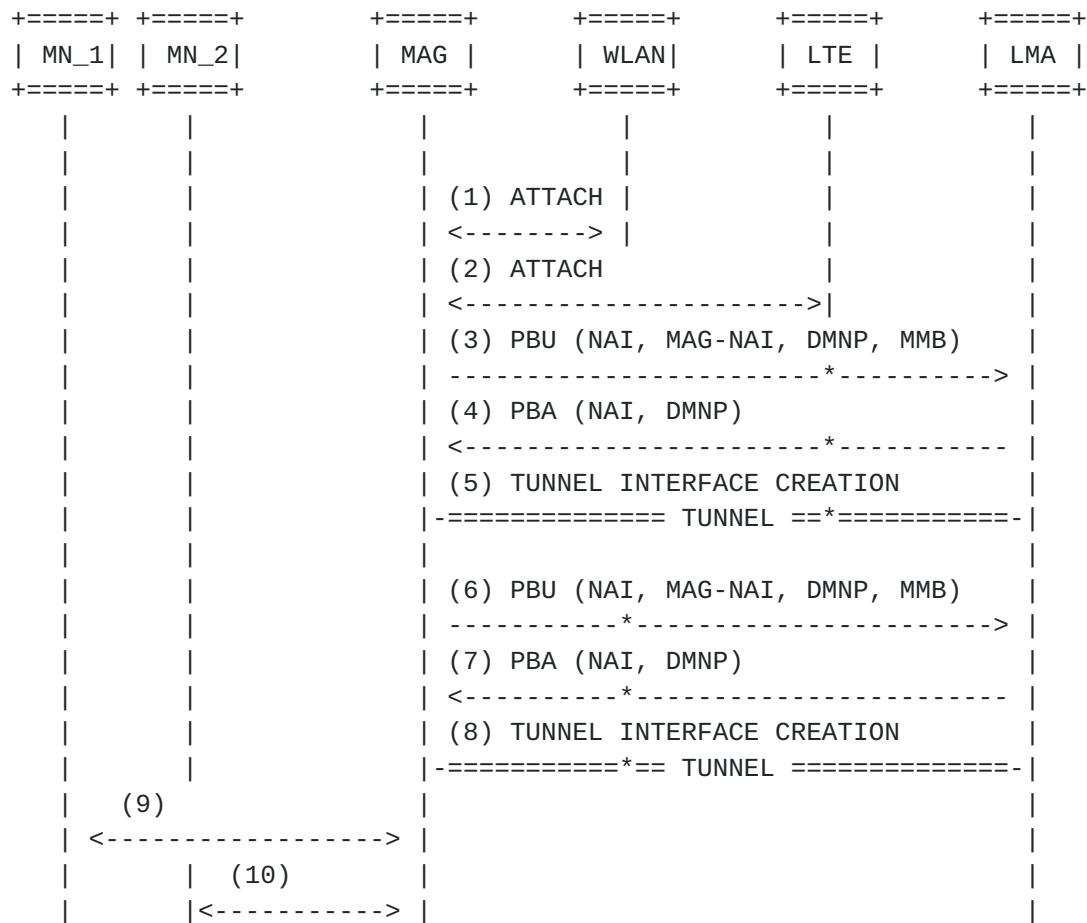 +=====+ +=====+          +=====+      +=====+      +=====+      +=====+
| MN_1| | MN_2|          | MAG |      | WLAN|      | LTE |      | LMA |
+=====+ +=====+          +=====+      +=====+      +=====+      +=====+
   |       |                |            |            |            |
   |       |                |            |            |            |
   |       |                | (1) ATTACH |            |            |
   |       |                | <--------> |            |            |
   |       |                | (2) ATTACH              |            |
   |       |                | <---------------------->|            |
   |       |                | (3) PBU (NAI, MAG-NAI, DMNP, MMB)    |
   |       |                | ------------------------*----------> |
   |       |                | (4) PBA (NAI, DMNP)                  |
   |       |                | <-----------------------*----------- |
   |       |                | (5) TUNNEL INTERFACE CREATION        |
   |       |                |-============== TUNNEL ==*===========-|
   |       |                |                                      |
   |       |                | (6) PBU (NAI, MAG-NAI, DMNP, MMB)    |
   |       |                | -----------*-----------------------> |
   |       |                | (7) PBA (NAI, DMNP)                  |
   |       |                | <----------*------------------------ |
   |       |                | (8) TUNNEL INTERFACE CREATION        |
   |       |                |-===========*== TUNNEL ==============-|
   |   (9)                  |                                      |
   | <------------------> |                                      |
   |       |  (10)          |                                      |
   |       |<-----------> |                                      |